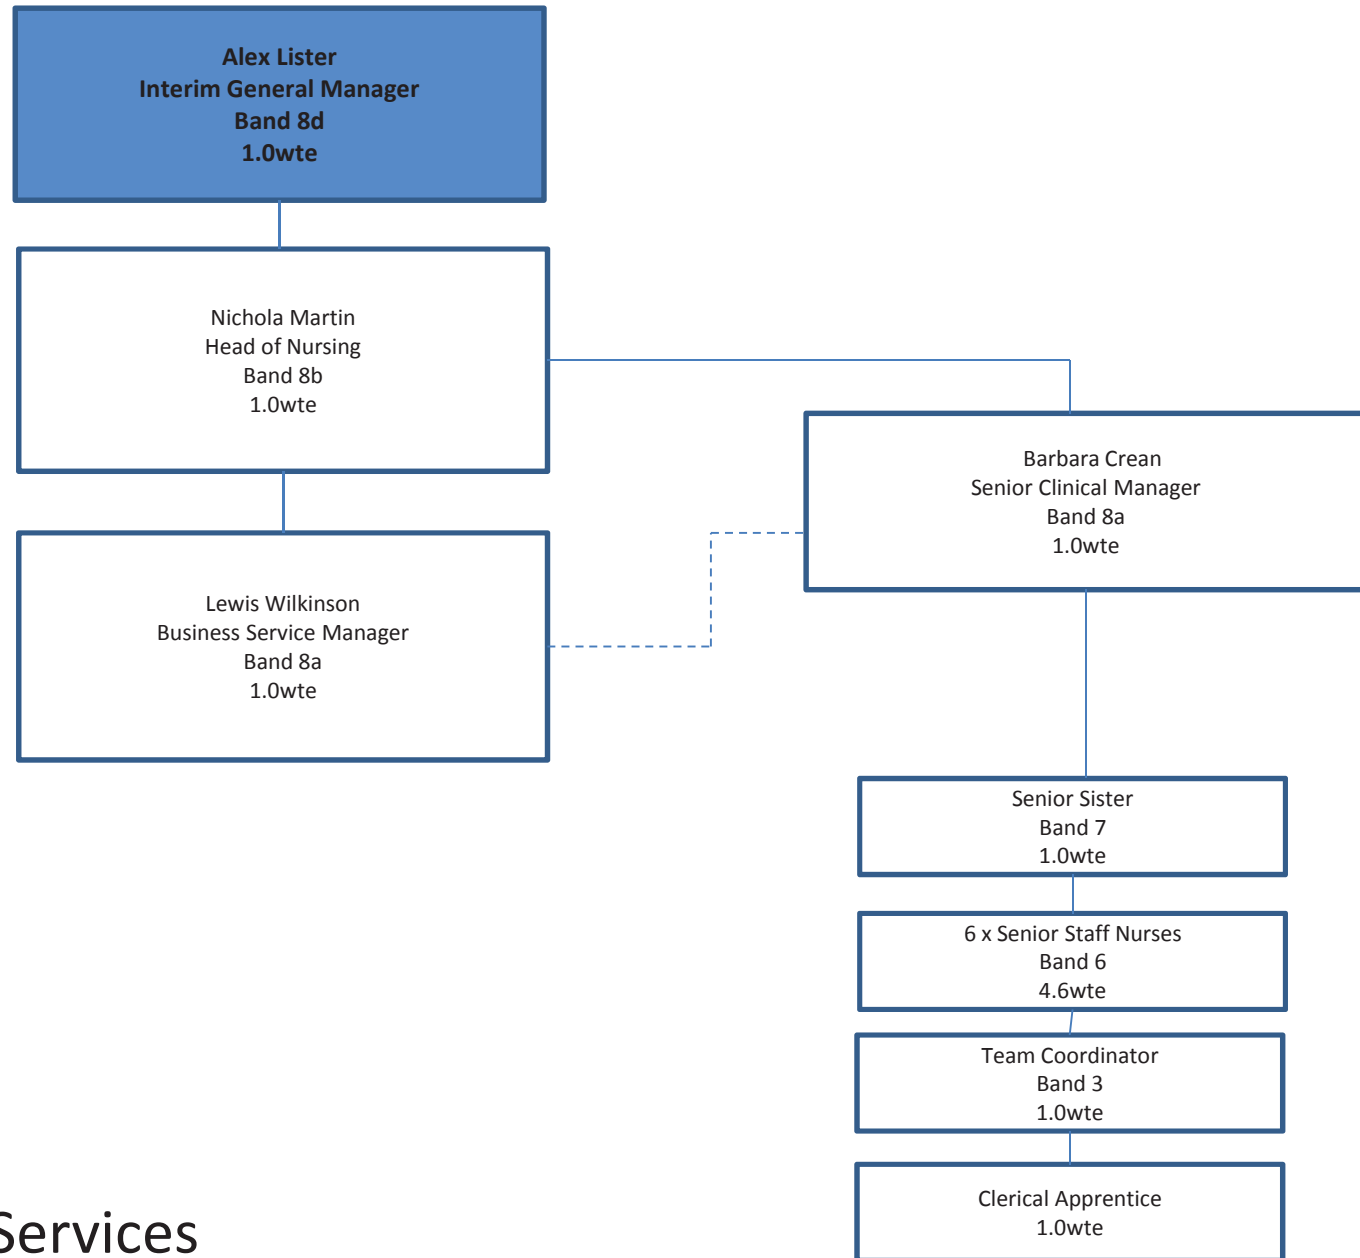 Alex Lister
Interim General Manager
Band 8d
1.0wte
Nichola Martin
Head of Nursing
Band 8b
1.0wte
Barbara Crean
Senior Clinical Manager
Band 8a
1.0wte
Lewis Wilkinson
Business Service Manager
Band 8a
1.0wte
Senior Sister
Band 7
1.0wte
6 x Senior Staff Nurses
Band 6
4.6wte
Team Coordinator
Band 3
1.0wte
Clerical Apprentice
1.0wte
Services